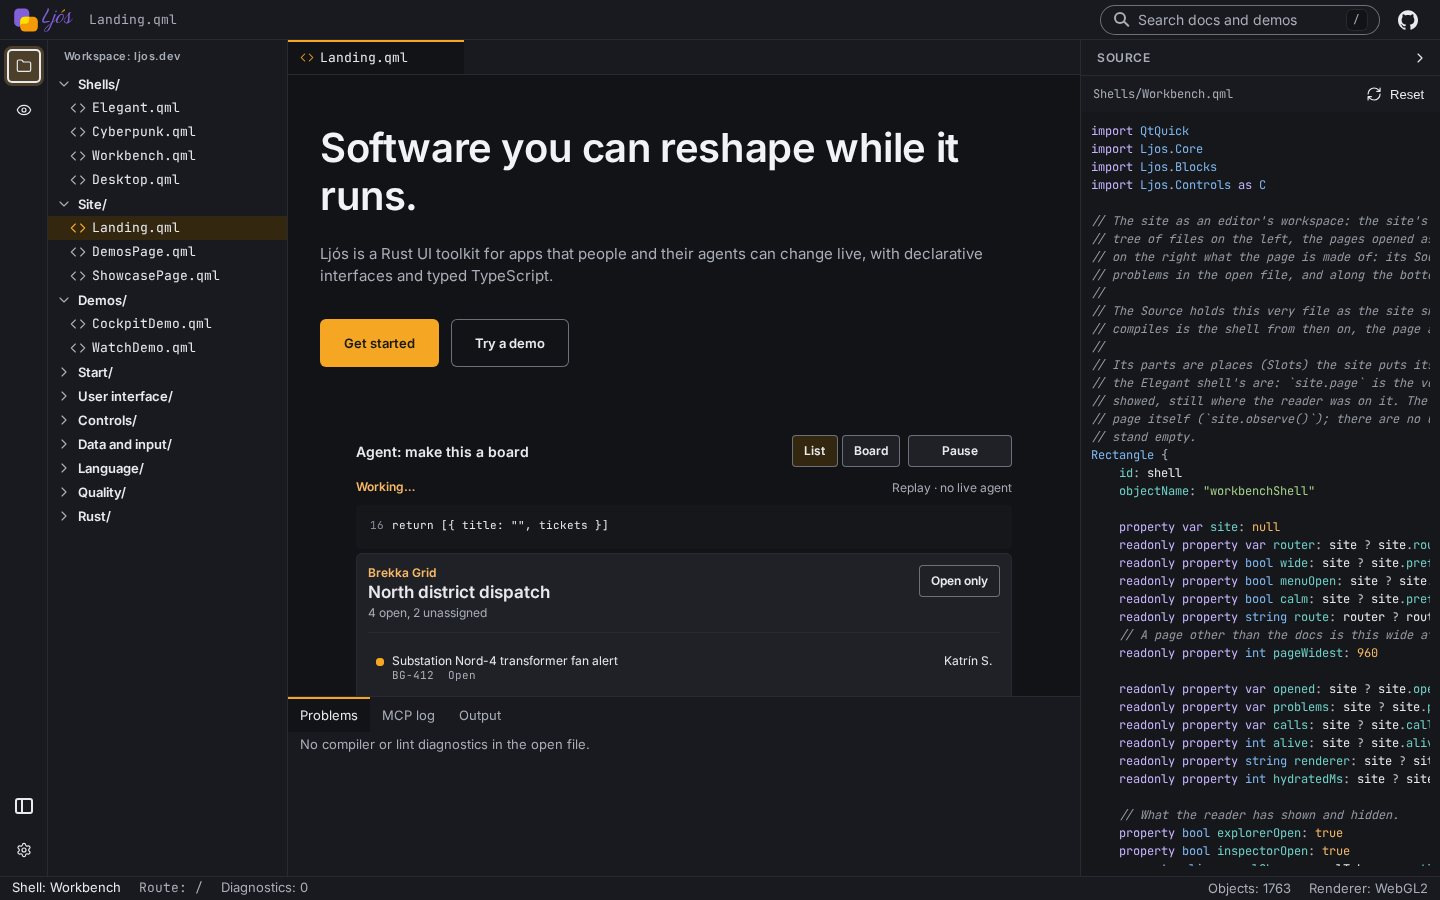 Ljós
Landing.qml
Search docs and demos
/
Workspace: ljos.dev
Shells/
Elegant.qml
Cyberpunk.qml
Workbench.qml
Desktop.qml
Site/
Landing.qml
DemosPage.qml
ShowcasePage.qml
Demos/
CockpitDemo.qml
WatchDemo.qml
Start/
User interface/
Controls/
Data and input/
Language/
Quality/
Rust/
Landing.qml
Software you can reshape while it
runs.
Ljós is a Rust UI toolkit for apps that people and their agents can change live, with declarative
interfaces and typed TypeScript.
Get started
Try a demo
Agent: make this a board
List
Board
Pause
Working...
Replay · no live agent
16 return [{ title: "", tickets }]
Brekka Grid
North district dispatch
4 open, 2 unassigned
Open only
Substation Nord-4 transformer fan alert
BG-412 Open
Katrín S.
Problems
MCP log
Output
No compiler or lint diagnostics in the open file.
SOURCE
Shells/Workbench.qml
Reset
import QtQuick
import Ljos.Core
import Ljos.Blocks
import Ljos.Controls as C
// The site as an editor's workspace: the site's
// tree of files on the left, the pages opened as
// on the right what the page is made of: its Sou
// problems in the open file, and along the botto
//
// The Source holds this very file as the site sh
// compiles is the shell from then on, the page a
//
// Its parts are places (Slots) the site puts its
// the Elegant shell's are: `site.page` is the ve
// showed, still where the reader was on it. The
// page itself (`site.observe()`); there are no
// stand empty.
Rectangle {
id: shell
objectName: "workbenchShell"
property var site: null
readonly property var router: site ? site.rou
readonly property bool wide: site ? site.pref
readonly property bool menuOpen: site ? site.
readonly property bool calm: site ? site.pref
readonly property string route: router ? rout
// A page other than the docs is this wide at
readonly property int pageWidest: 960
readonly property var opened: site ? site.ope
readonly property var problems: site ? site.p
readonly property var calls: site ? site.call
readonly property int alive: site ? site.aliv
readonly property string renderer: site ? sit
readonly property int hydratedMs: site ? site
// What the reader has shown and hidden.
property bool explorerOpen: true
property bool inspectorOpen: true
Shell: Workbench
Route: /
Diagnostics: 0
Objects: 1763
Renderer: WebGL2